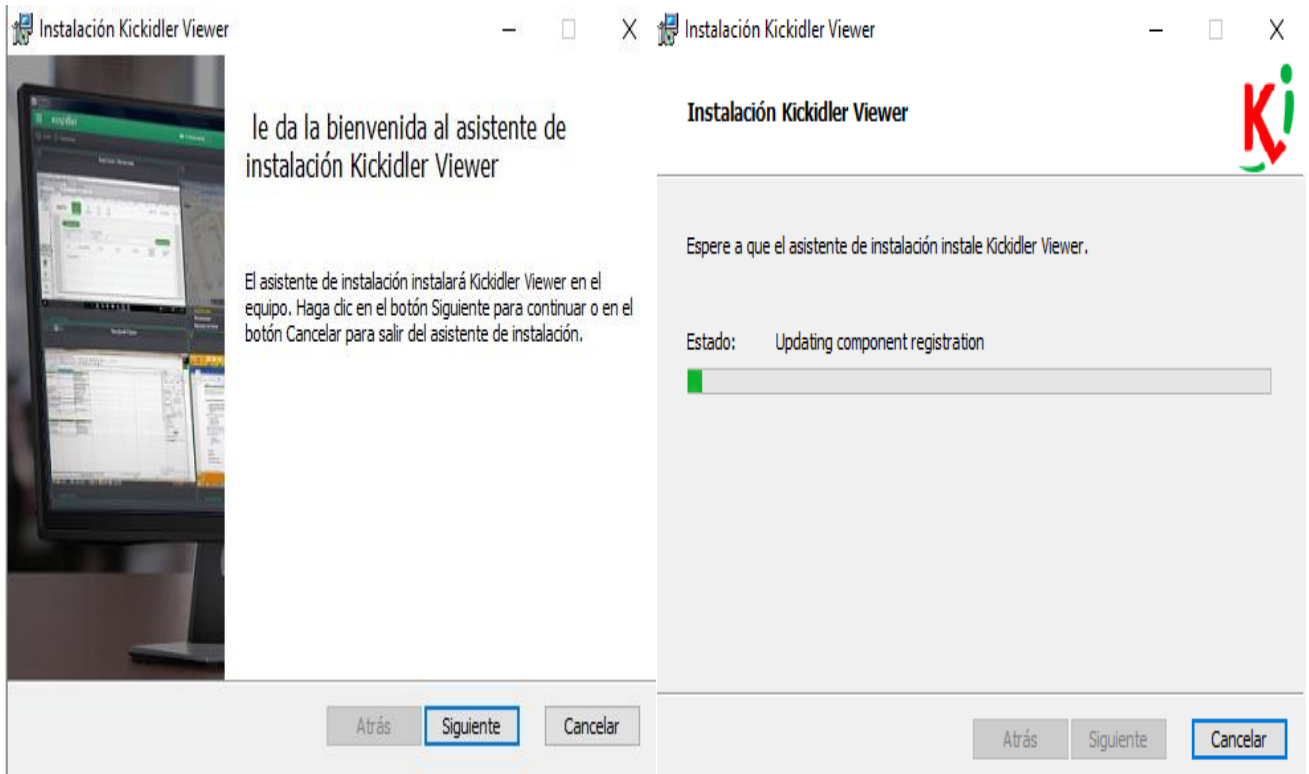 Instalación Kickidler Viewer
le da la bienvenida al asistente de
instalación Kickidler Viewer
El asistente de instalación instalará Kickidler Viewer en el
equipo. Haga clic en el botón Siguiente para continuar o en el
botón Cancelar para salir del asistente de instalación.
Atrás
Siguiente
Cancelar
Instalación Kickidler Viewer
Instalación Kickidler Viewer
Ki
Espere a que el asistente de instalación instale Kickidler Viewer.
Estado: Updating component registration
Atrás
Siguiente
Cancelar